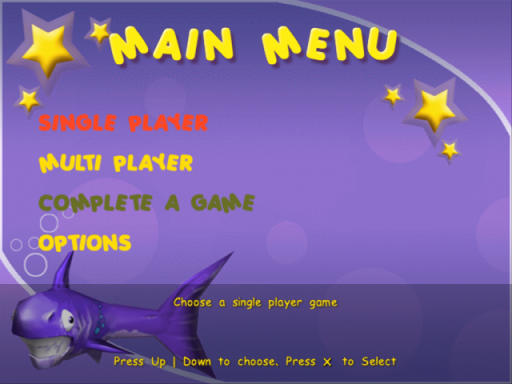 MAIN MENU
SINGLE PLAYER
MULTI PLAYER
COMPLETE A GAME
OPTIONS
Choose a single player game
Press Up | Down to choose. Press X to Select